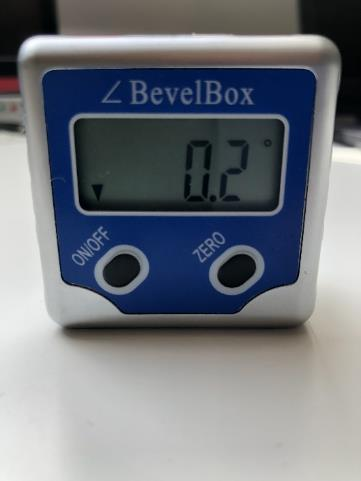 ∠ BevelBox
0.2°
ON/OFF
ZERO